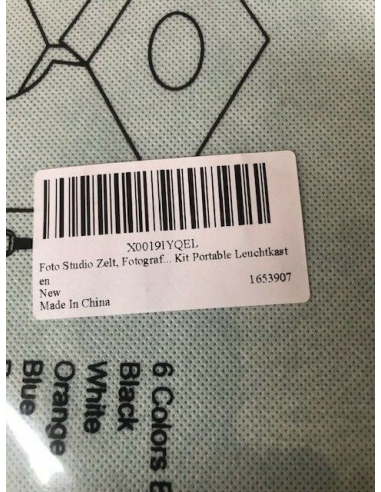 X00191YQEL
Foto Studio Zelt, Fotograf... Kit Portable Leuchtkast
en
New
1653907
Made In China
6 Colors
Black
White
Orange
Blue